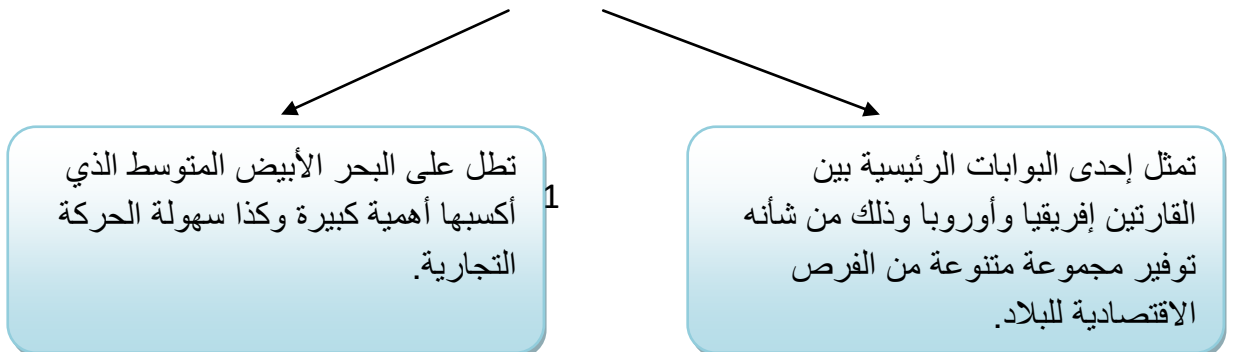 تمثل إحدى البوابات الرئيسية بين
القارتين إفريقيا وأوروبا وذلك من شأنه
توفير مجموعة متنوعة من الفرص
الاقتصادية للبلاد.
تطل على البحر الأبيض المتوسط الذي
أكسبها أهمية كبيرة وكذا سهولة الحركة
التجارية.
1